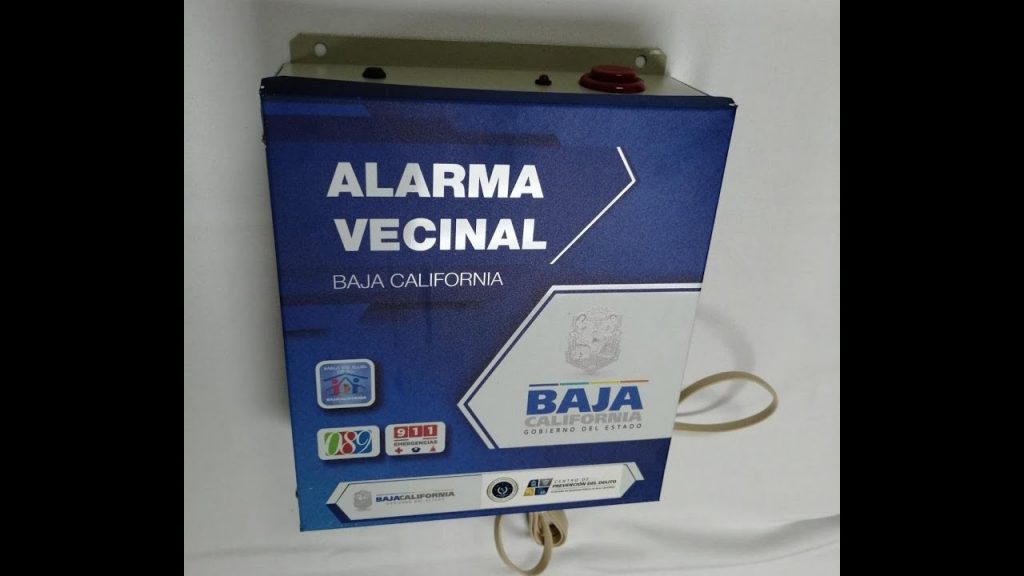 ALARMA
VECINAL
BAJA CALIFORNIA
BAJA
CALIFORNIA
GOBIERNO DEL ESTADO
089
911
EMERGENCIAS
BAJACALIFORNIA
CENTRO DE
PREVENCIÓN DEL DELITO